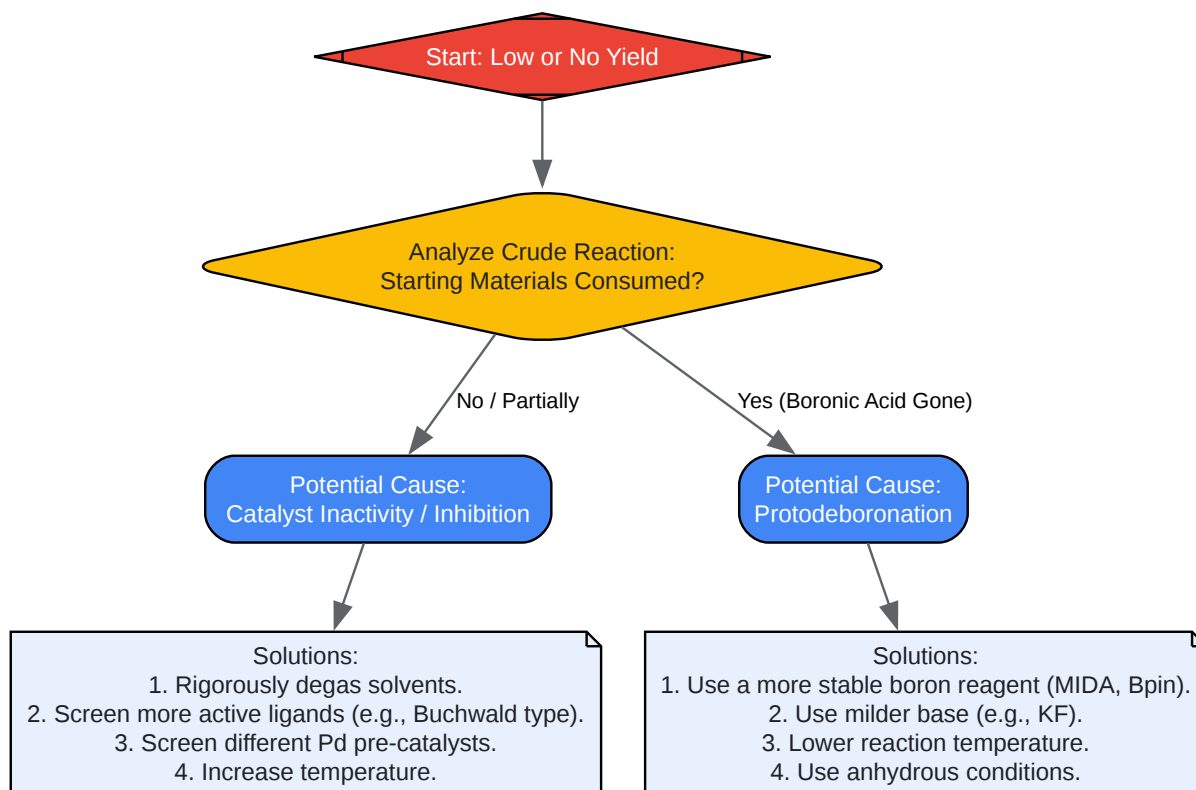 Start: Low or No Yield
Analyze Crude Reaction:
Starting Materials Consumed?
No / Partially
Yes (Boronic Acid Gone)
Potential Cause:
Catalyst Inactivity / Inhibition
Potential Cause:
Protodeboronation
Solutions:
1. Rigorously degas solvents.
2. Screen more active ligands (e.g., Buchwald type).
3. Screen different Pd pre-catalysts.
4. Increase temperature.
Solutions:
1. Use a more stable boron reagent (MIDA, Bpin).
2. Use milder base (e.g., KF).
3. Lower reaction temperature.
4. Use anhydrous conditions.